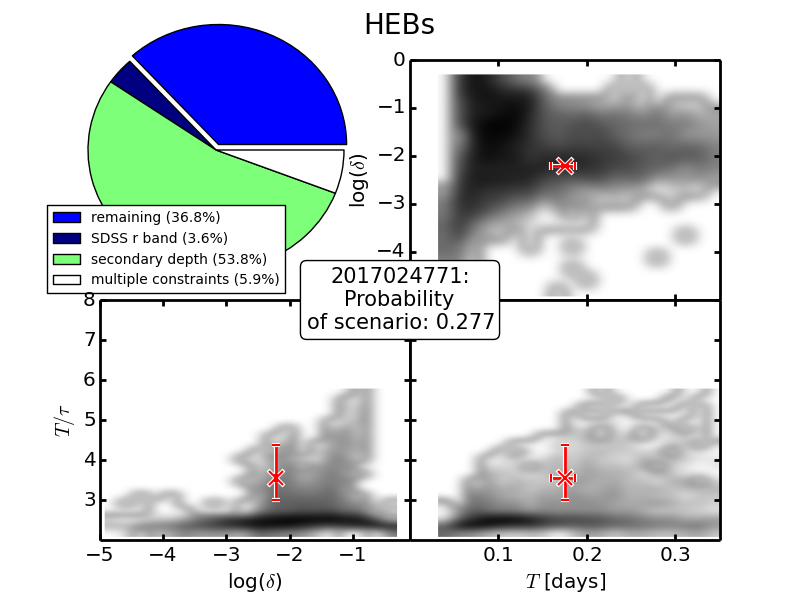 HEBs
remaining (36.8%)
SDSS r band (3.6%)
secondary depth (53.8%)
multiple constraints (5.9%)
0
−1
−2
−3
−4
log(δ)
2017024771:
Probability
of scenario: 0.277
8
7
6
5
4
3
T/τ
−5 −4 −3 −2 −1
log(δ)
0.1 0.2 0.3
T [days]